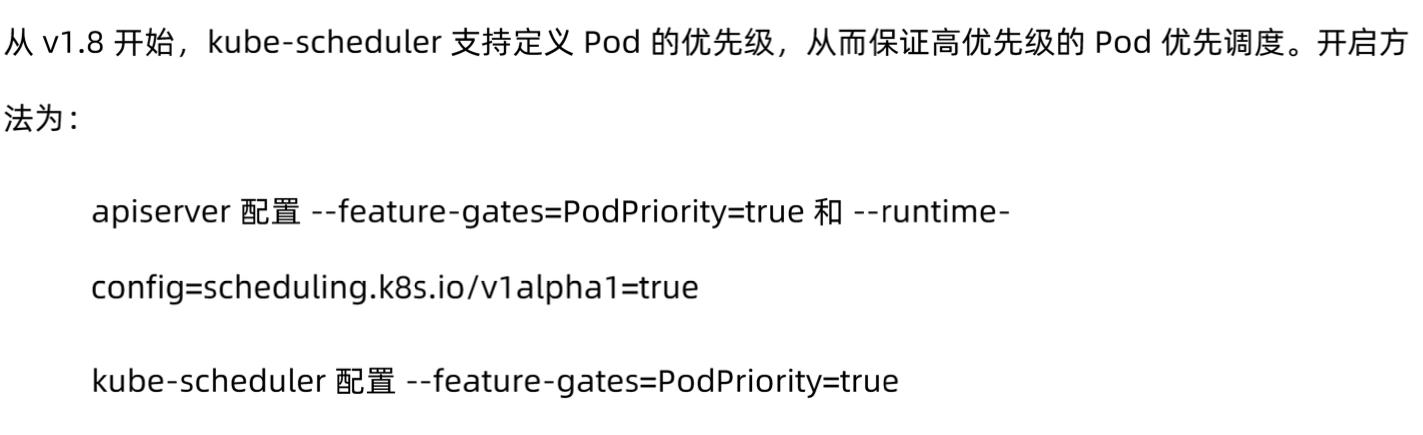 从 v1.8 开始，kube-scheduler 支持定义 Pod 的优先级，从而保证高优先级的 Pod 优先调度。开启方
法为：
apiserver 配置 --feature-gates=PodPriority=true 和 --runtime-
config=scheduling.k8s.io/v1alpha1=true
kube-scheduler 配置 --feature-gates=PodPriority=true